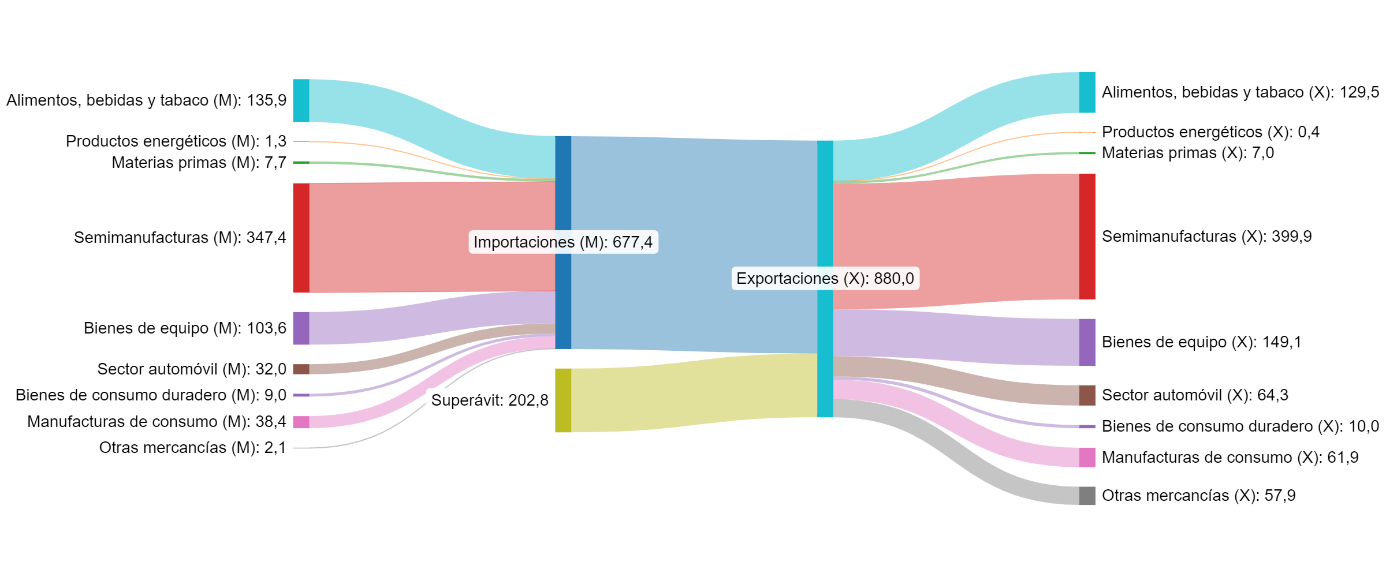 Alimentos, bebidas y tabaco (M): 135,9
Productos energéticos (M): 1,3
Materias primas (M): 7,7
Semimanufacturas (M): 347,4
Bienes de equipo (M): 103,6
Sector automóvil (M): 32,0
Bienes de consumo duradero (M): 9,0
Manufacturas de consumo (M): 38,4
Otras mercancías (M): 2,1
Importaciones (M): 677,4
Superávit: 202,8
Exportaciones (X): 880,0
Alimentos, bebidas y tabaco (X): 129,5
Productos energéticos (X): 0,4
Materias primas (X): 7,0
Semimanufacturas (X): 399,9
Bienes de equipo (X): 149,1
Sector automóvil (X): 64,3
Bienes de consumo duradero (X): 10,0
Manufacturas de consumo (X): 61,9
Otras mercancías (X): 57,9